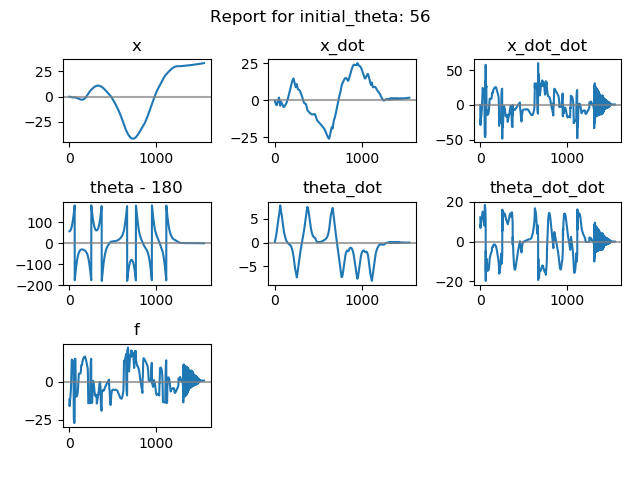 Report for initial_theta: 56
x x_dot x_dot_dot
25 0 −25 0 1000
25 0 −25 0 1000
50 0 −50 0 1000
theta - 180 theta_dot theta_dot_dot
100 0 −100 −200 0 1000
5 0 −5 0 1000
20 0 −20 0 1000
f
0 −25 0 1000